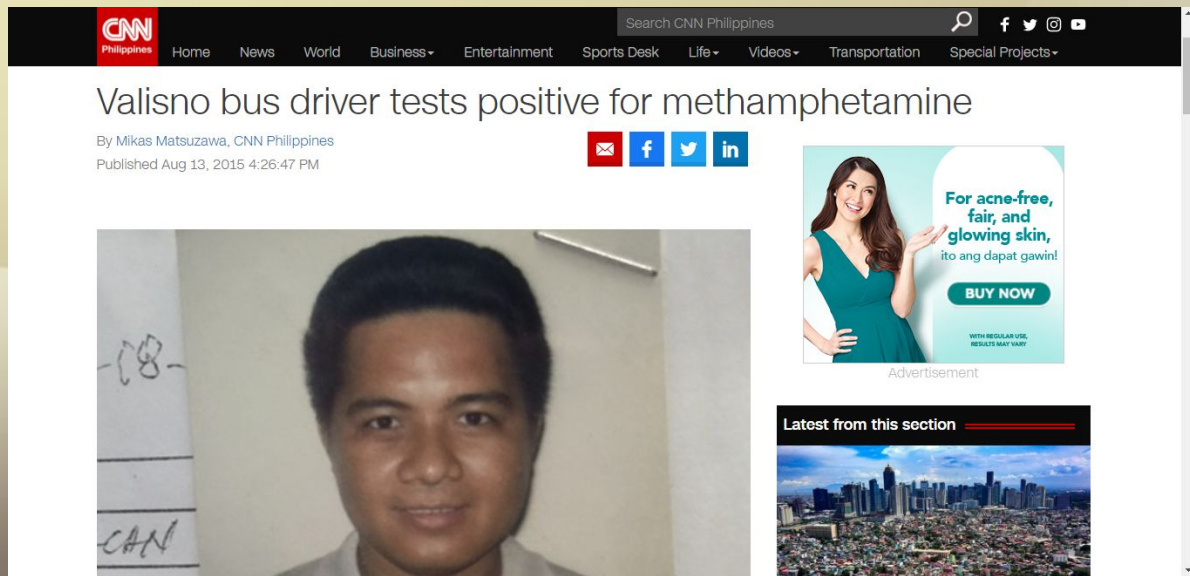 CNN
Philippines
Search CNN Philippines
Home News World Business Entertainment Sports Desk Life Videos Transportation Special Projects
Valisno bus driver tests positive for methamphetamine
By Mikas Matsuzawa, CNN Philippines
Published Aug 13, 2015 4:26:47 PM
f
in
For acne-free,
fair, and
glowing skin,
ito ang dapat gawin!
BUY NOW
WITH REGULAR USE,
RESULTS MAY VARY
Advertisement
-18-
CAN
Latest from this section